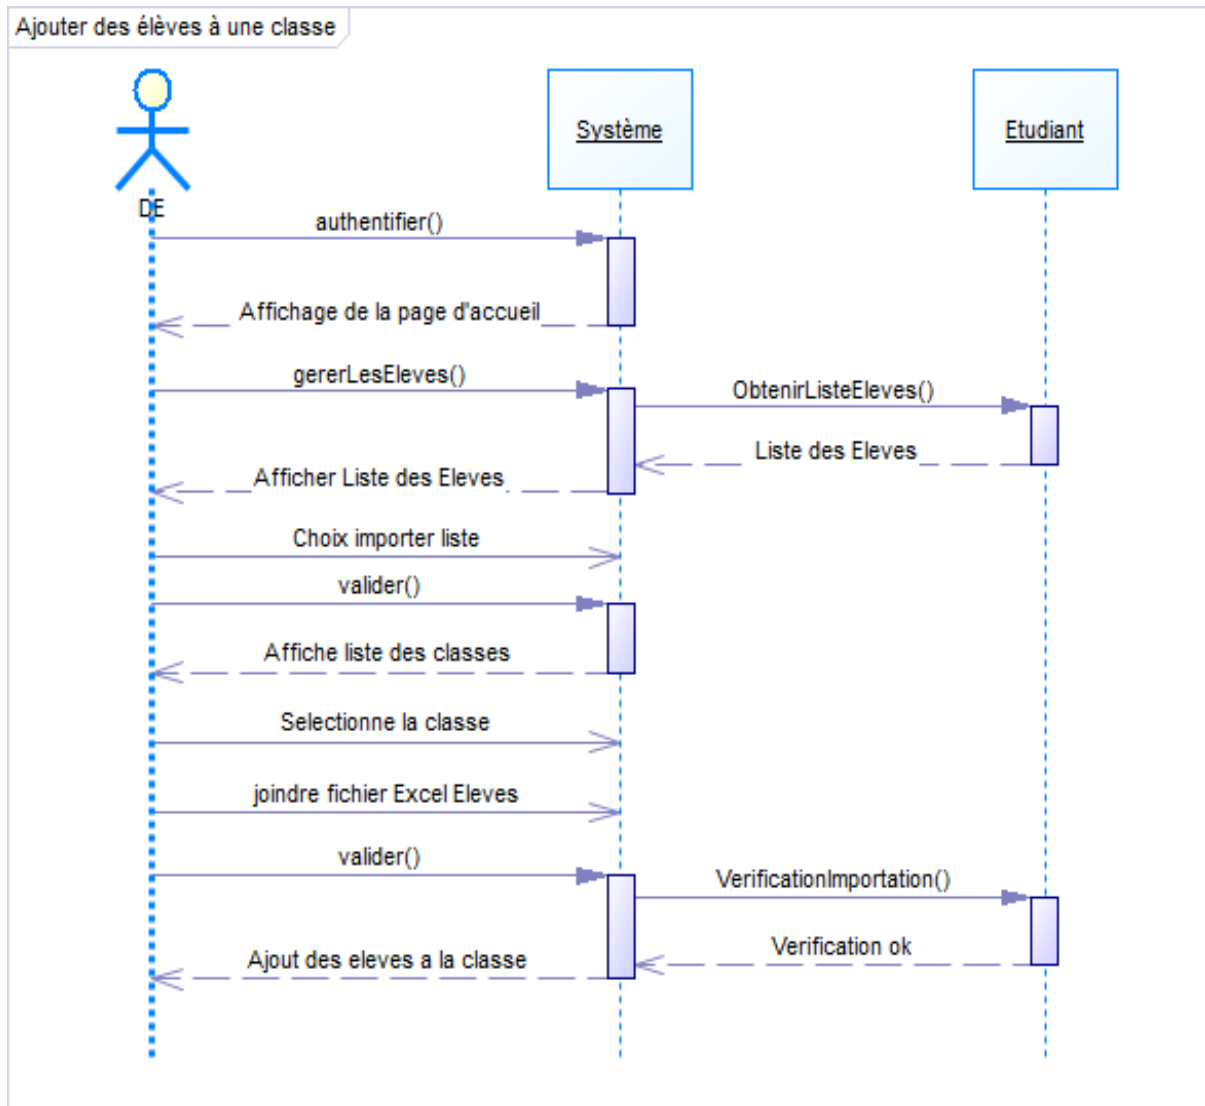 Ajouter des élèves à une classe
Système
Etudiant
DE
authentifier()
Affichage de la page d'accueil
gererLesEleves()
ObtenirListeEleves()
Liste des Eleves
Afficher Liste des Eleves
Choix importer liste
valider()
Affiche liste des classes
Selectionne la classe
joindre fichier Excel Eleves
valider()
VerificationImportation()
Verification ok
Ajout des eleves a la classe